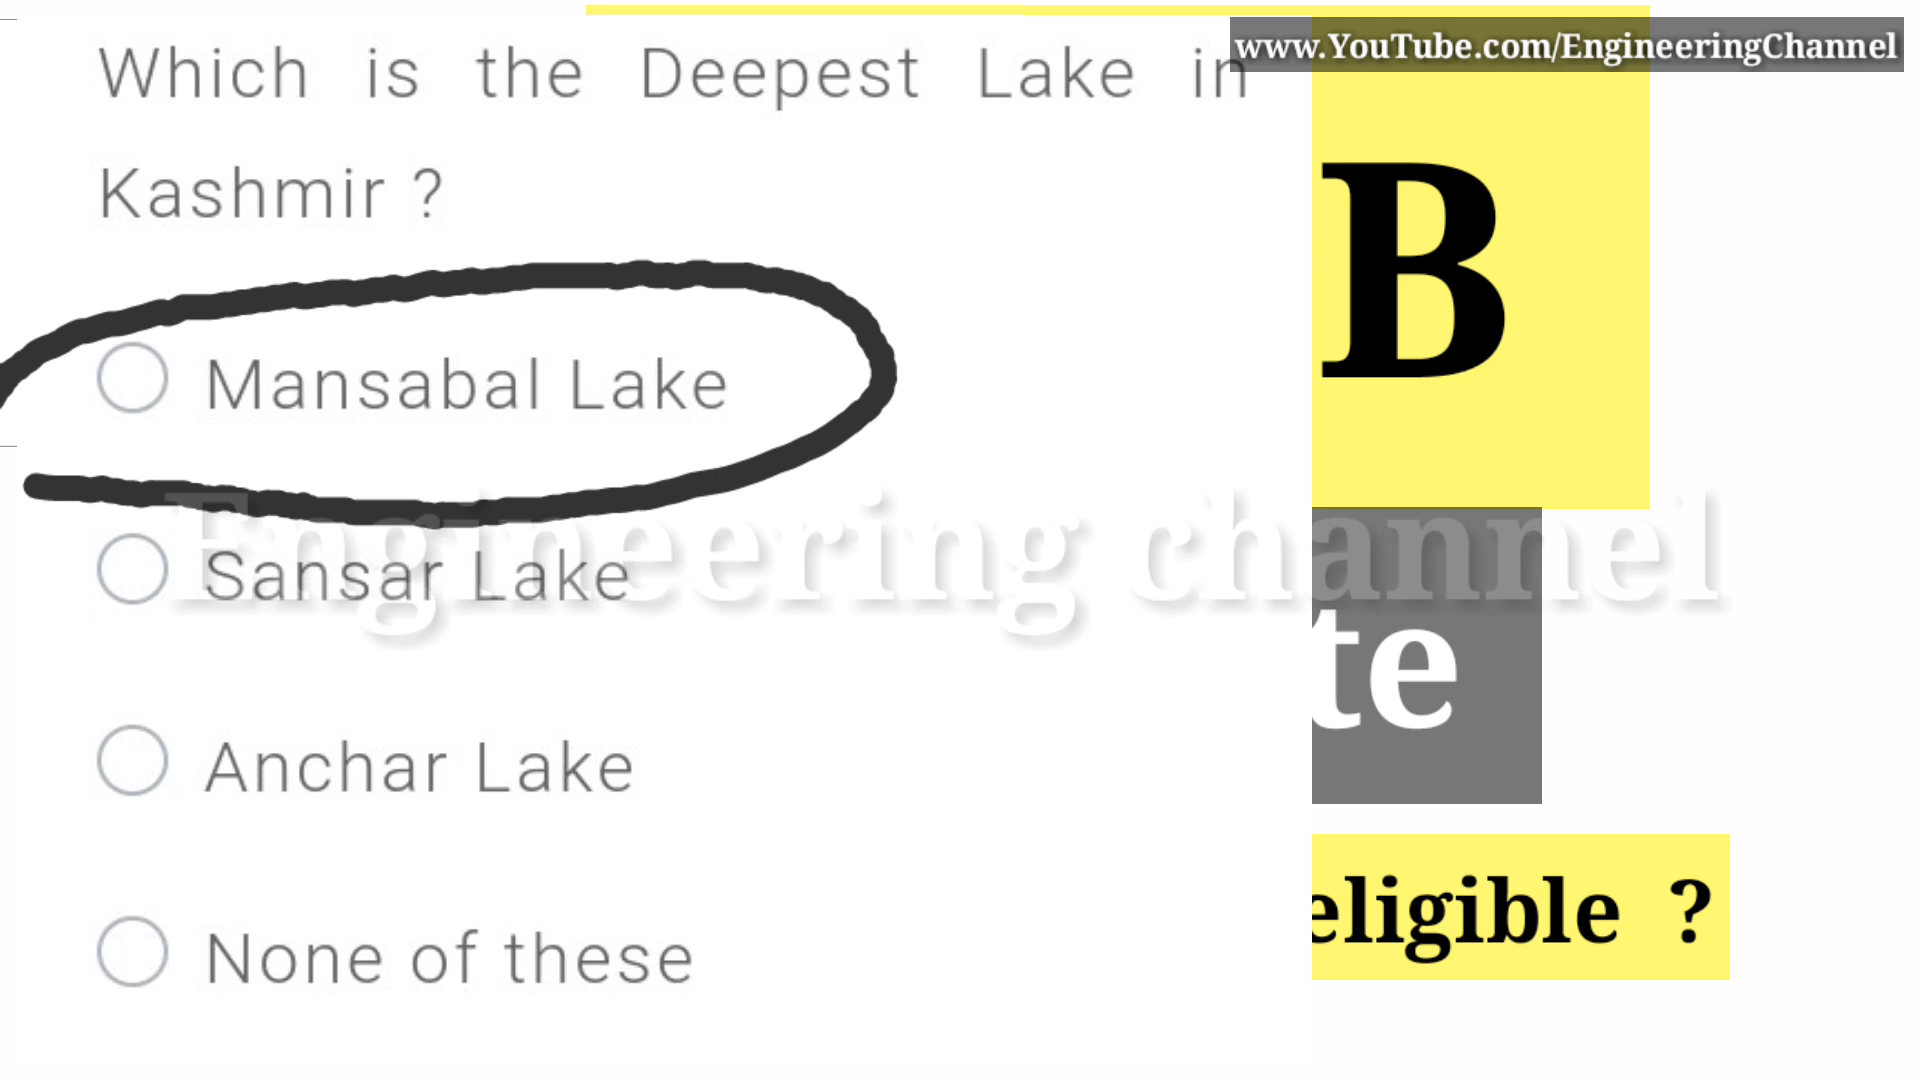 Which is the Deepest Lake in
www.YouTube.com/EngineeringChannel
Kashmir ?
B
Mansabal Lake
Engineering channel
Sansar Lake
te
Anchar Lake
eligible ?
None of these